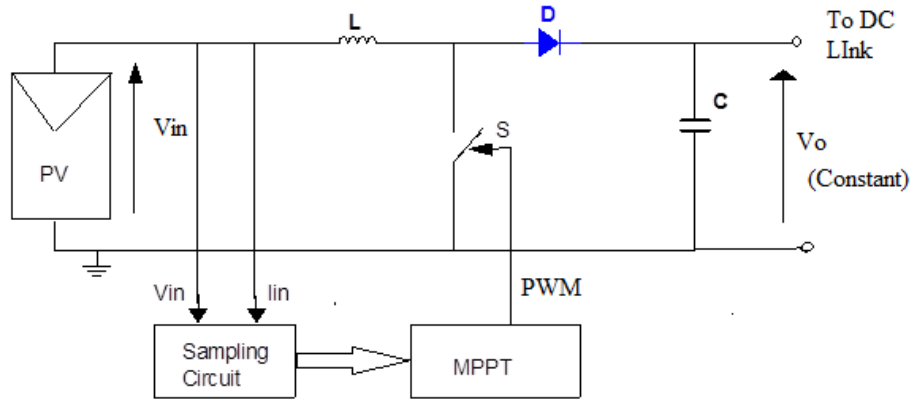 L
D
To DC
LInk
Vin
S
C
PV
Vo
(Constant)
Vin
Iin
PWM
Sampling
Circuit
MPPT